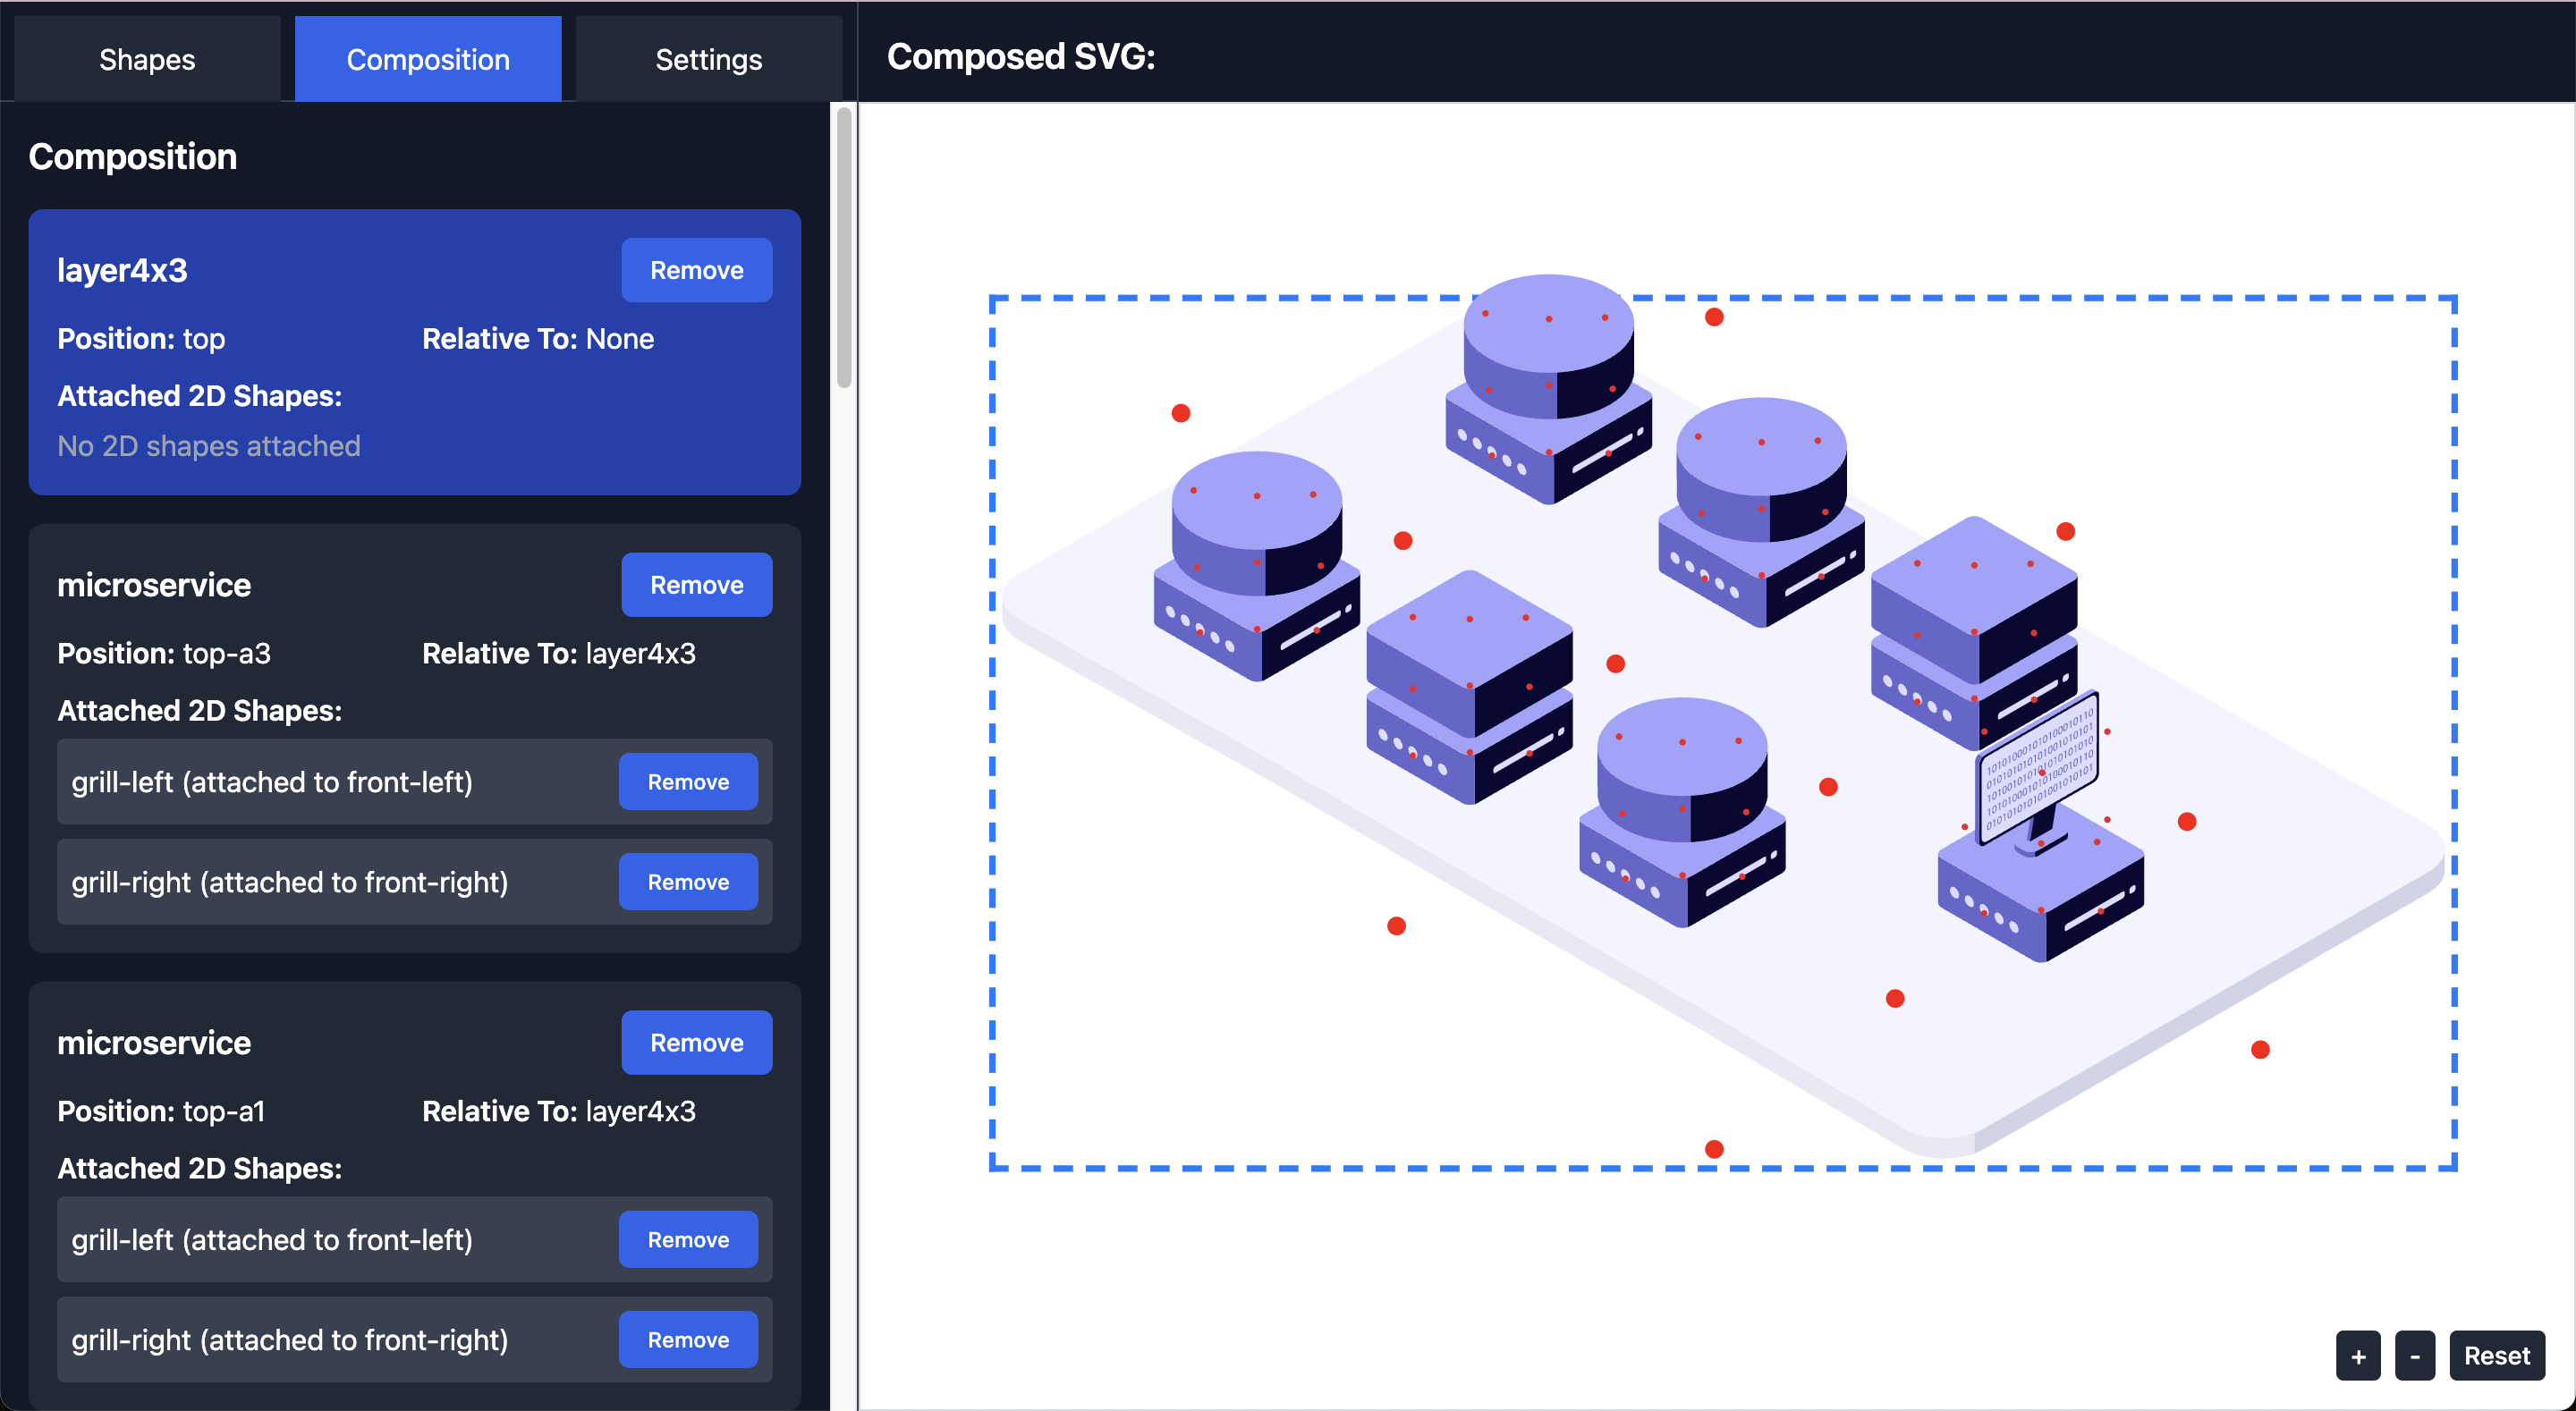 Shapes
Composition
Settings
Composed SVG:
Composition
layer4x3
Remove
Position: top
Relative To: None
Attached 2D Shapes:
No 2D shapes attached
microservice
Remove
Position: top-a3
Relative To: layer4x3
Attached 2D Shapes:
grill-left (attached to front-left)
Remove
grill-right (attached to front-right)
Remove
microservice
Remove
Position: top-a1
Relative To: layer4x3
Attached 2D Shapes:
grill-left (attached to front-left)
Remove
grill-right (attached to front-right)
Remove
+
-
Reset